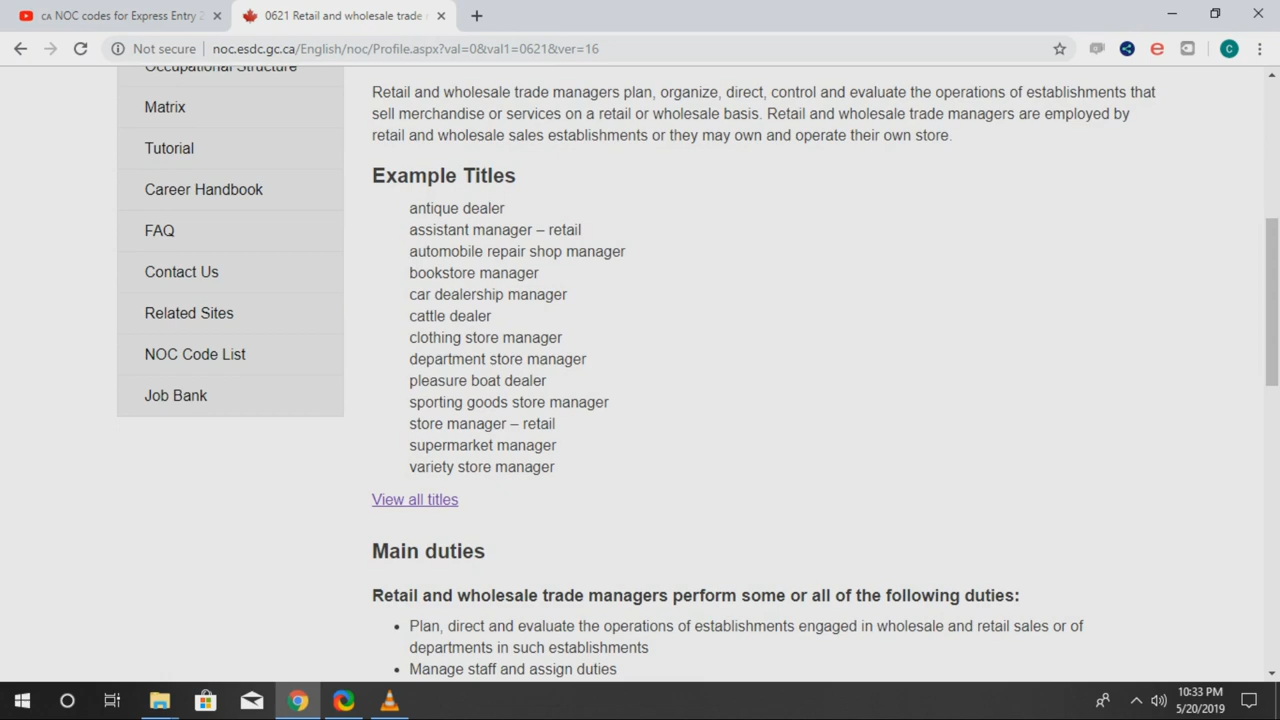 CA NOC codes for Express Entry 2
0621 Retail and wholesale trade
Not secure
noc.esdc.gc.ca/English/noc/Profile.aspx?val=0&val1=0621&ver=16
C
Occupational Structure
Matrix
Tutorial
Career Handbook
FAQ
Contact Us
Related Sites
NOC Code List
Job Bank
Retail and wholesale trade managers plan, organize, direct, control and evaluate the operations of establishments that
sell merchandise or services on a retail or wholesale basis. Retail and wholesale trade managers are employed by
retail and wholesale sales establishments or they may own and operate their own store.
Example Titles
antique dealer
assistant manager – retail
automobile repair shop manager
bookstore manager
car dealership manager
cattle dealer
clothing store manager
department store manager
pleasure boat dealer
sporting goods store manager
store manager – retail
supermarket manager
variety store manager
View all titles
Main duties
Retail and wholesale trade managers perform some or all of the following duties:
• Plan, direct and evaluate the operations of establishments engaged in wholesale and retail sales or of
departments in such establishments
• Manage staff and assign duties
10:33 PM
5/20/2019